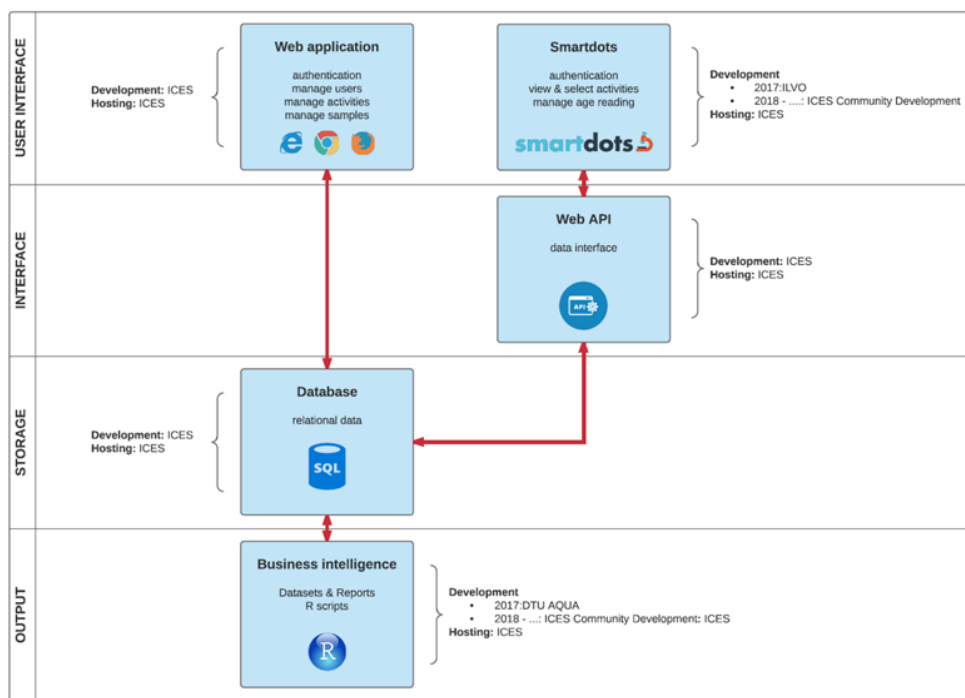 USER INTERFACE
Web application
authentication
manage users
manage activities
manage samples
Development: ICES
Hosting: ICES
Smartdots
authentication
view & select activities
manage age reading
smartdots
Development
• 2017:ILVO
• 2018 - ....: ICES Community Development
Hosting: ICES
INTERFACE
Web API
data interface
API
Development: ICES
Hosting: ICES
STORAGE
Database
relational data
SQL
Development: ICES
Hosting: ICES
OUTPUT
Business intelligence
Datasets & Reports
R scripts
R
Development
• 2017:DTU AQUA
• 2018 - ...: ICES Community Development: ICES
Hosting: ICES